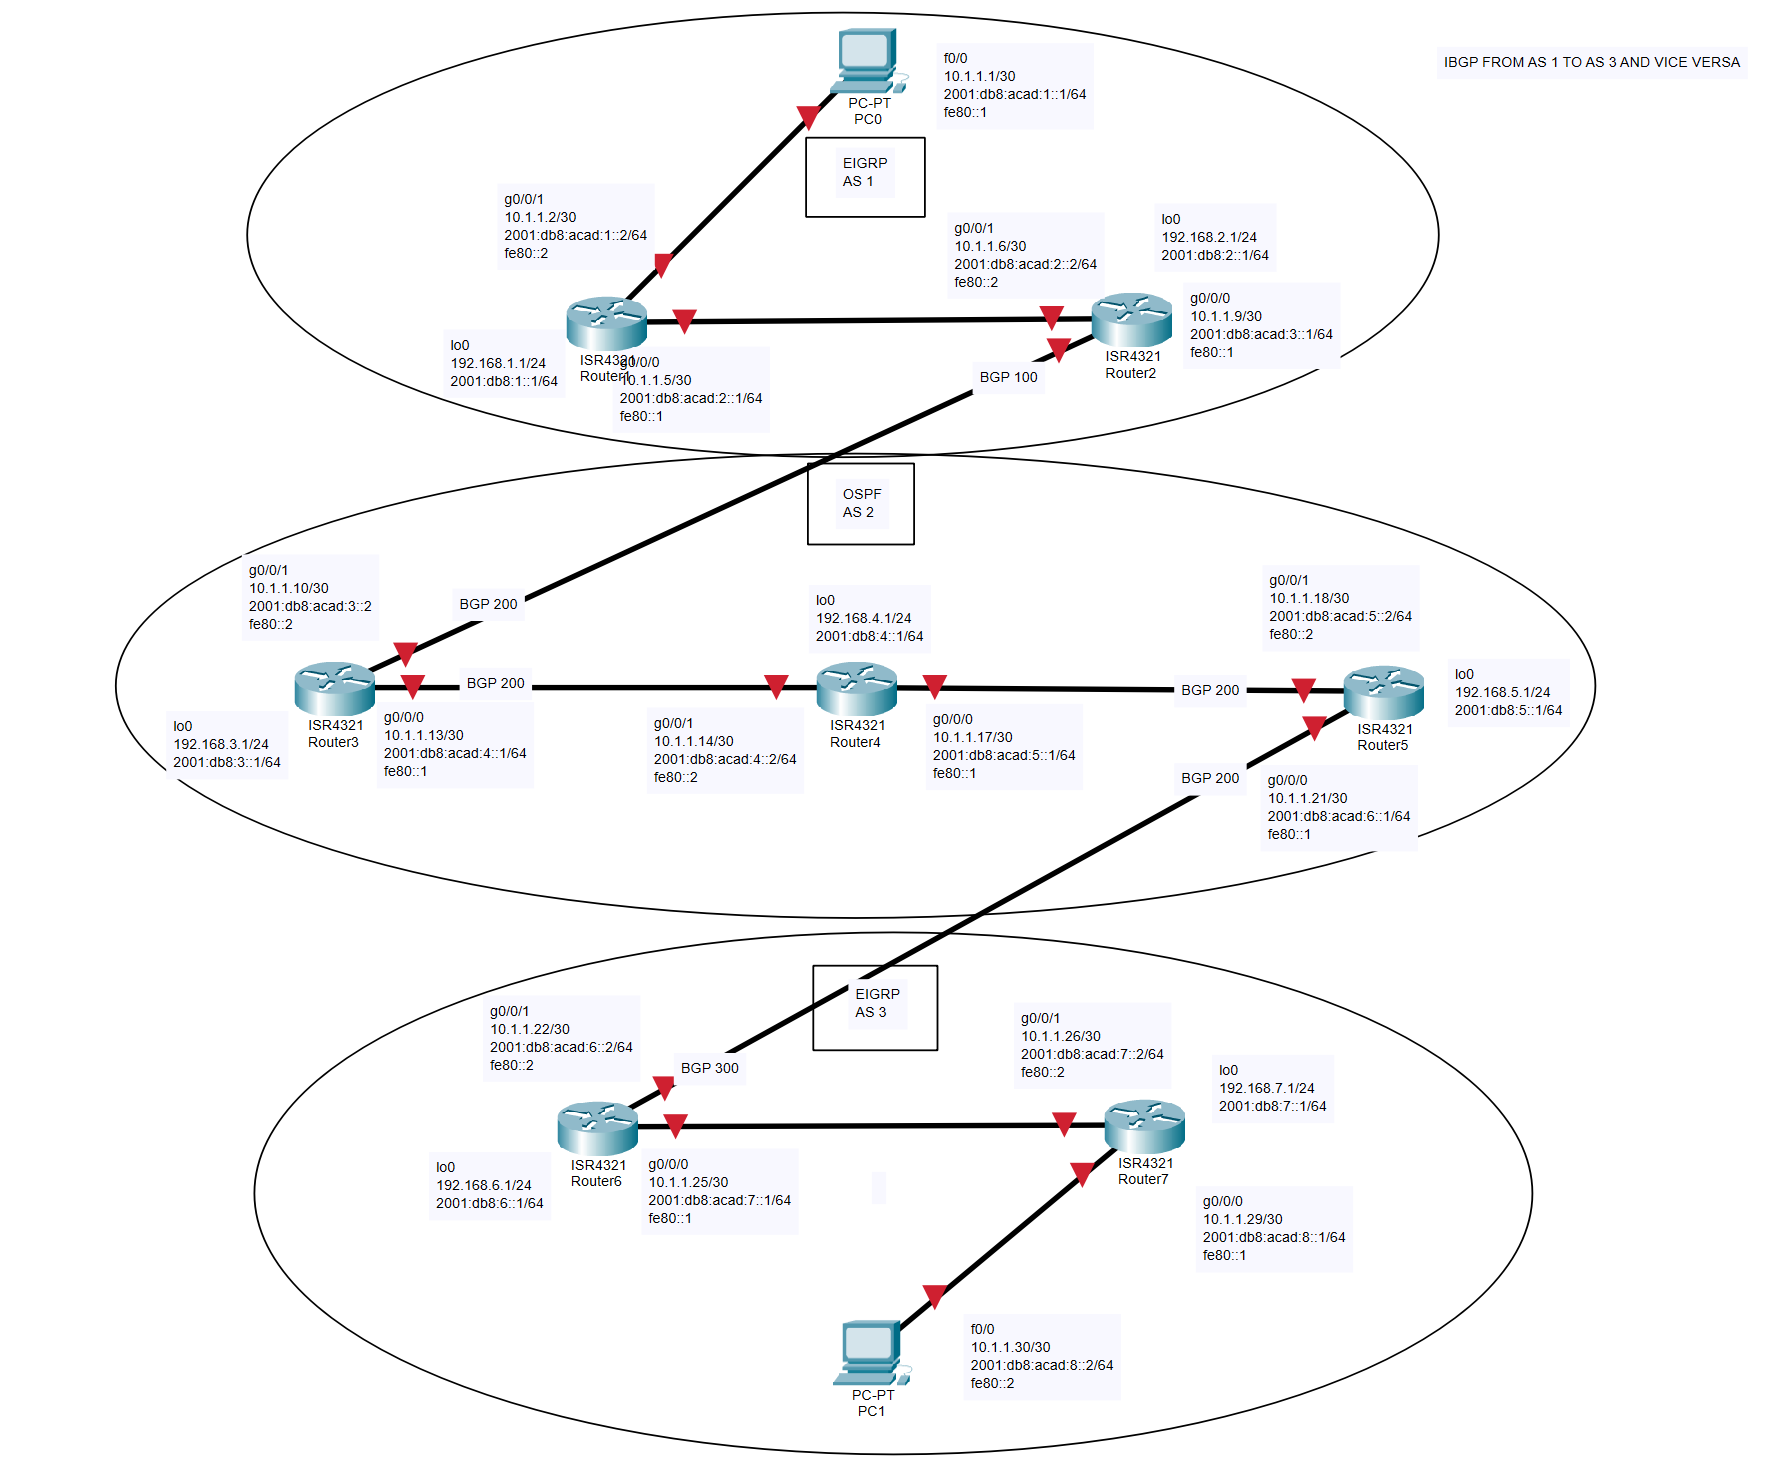 IBGP FROM AS 1 TO AS 3 AND VICE VERSA
PC-PT
PC0
f0/0
10.1.1.1/30
2001:db8:acad:1::1/64
fe80::1
EIGRP
AS 1
g0/0/1
10.1.1.2/30
2001:db8:acad:1::2/64
fe80::2
g0/0/1
10.1.1.6/30
2001:db8:acad:2::2/64
fe80::2
lo0
192.168.2.1/24
2001:db8:2::1/64
g0/0/0
10.1.1.9/30
2001:db8:acad:3::1/64
fe80::1
lo0
192.168.1.1/24
2001:db8:1::1/64
ISR4321
Router1
g0/0/0
10.1.1.5/30
2001:db8:acad:2::1/64
fe80::1
ISR4321
Router2
BGP 100
OSPF
AS 2
g0/0/1
10.1.1.10/30
2001:db8:acad:3::2
fe80::2
BGP 200
lo0
192.168.4.1/24
2001:db8:4::1/64
g0/0/1
10.1.1.18/30
2001:db8:acad:5::2/64
fe80::2
BGP 200
BGP 200
lo0
192.168.5.1/24
2001:db8:5::1/64
lo0
192.168.3.1/24
2001:db8:3::1/64
ISR4321
Router3
g0/0/0
10.1.1.13/30
2001:db8:acad:4::1/64
fe80::1
g0/0/1
10.1.1.14/30
2001:db8:acad:4::2/64
fe80::2
ISR4321
Router4
g0/0/0
10.1.1.17/30
2001:db8:acad:5::1/64
fe80::1
ISR4321
Router5
BGP 200
g0/0/0
10.1.1.21/30
2001:db8:acad:6::1/64
fe80::1
EIGRP
AS 3
g0/0/1
10.1.1.22/30
2001:db8:acad:6::2/64
fe80::2
BGP 300
g0/0/1
10.1.1.26/30
2001:db8:acad:7::2/64
fe80::2
lo0
192.168.7.1/24
2001:db8:7::1/64
lo0
192.168.6.1/24
2001:db8:6::1/64
ISR4321
Router6
g0/0/0
10.1.1.25/30
2001:db8:acad:7::1/64
fe80::1
ISR4321
Router7
g0/0/0
10.1.1.29/30
2001:db8:acad:8::1/64
fe80::1
f0/0
10.1.1.30/30
2001:db8:acad:8::2/64
fe80::2
PC-PT
PC1